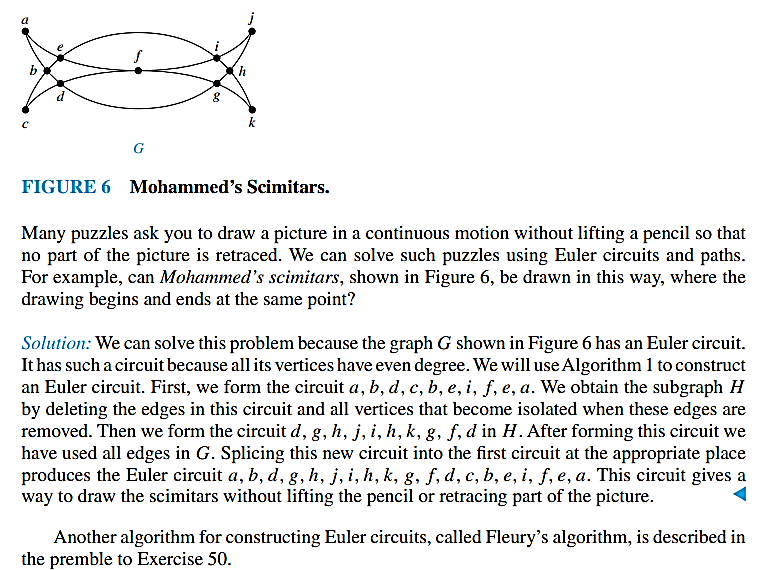 a
j
e
f
i
b
h
d
g
c
k
G
FIGURE 6 Mohammed's Scimitars.
Many puzzles ask you to draw a picture in a continuous motion without lifting a pencil so that
no part of the picture is retraced. We can solve such puzzles using Euler circuits and paths.
For example, can Mohammed's scimitars, shown in Figure 6, be drawn in this way, where the
drawing begins and ends at the same point?
Solution: We can solve this problem because the graph G shown in Figure 6 has an Euler circuit.
It has such a circuit because all its vertices have even degree. We will use Algorithm 1 to construct
an Euler circuit. First, we form the circuit a, b, d, c, b, e, i, f, e, a. We obtain the subgraph H
by deleting the edges in this circuit and all vertices that become isolated when these edges are
removed. Then we form the circuit d, g, h, j, i, h, k, g, f, d in H. After forming this circuit we
have used all edges in G. Splicing this new circuit into the first circuit at the appropriate place
produces the Euler circuit a, b, d, g, h, j, i, h, k, g, f, d, c, b, e, i, f, e, a. This circuit gives a
way to draw the scimitars without lifting the pencil or retracing part of the picture.
Another algorithm for constructing Euler circuits, called Fleury's algorithm, is described in
the premble to Exercise 50.